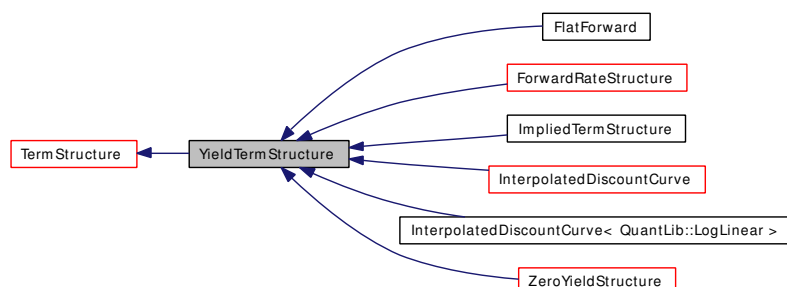 FlatForward
ForwardRateStructure
ImpliedTermStructure
TermStructure
YieldTermStructure
InterpolatedDiscountCurve
InterpolatedDiscountCurve< QuantLib::LogLinear >
ZeroYieldStructure